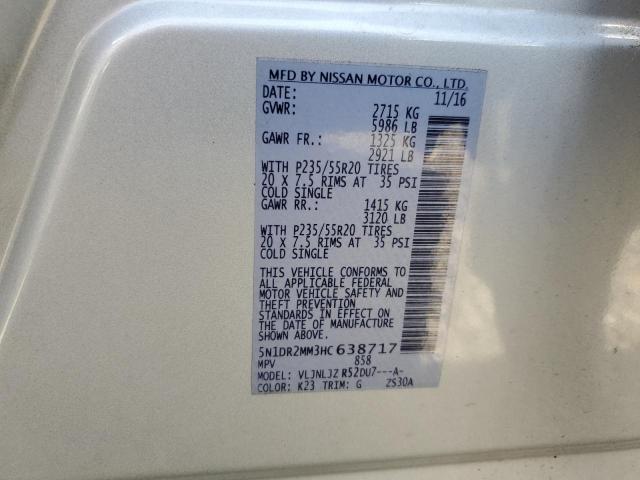 MFD BY NISSAN MOTOR CO., LTD.
DATE: 11/16
GVWR: 2715 KG
5986 LB
GAWR FR.: 1325 KG
2921 LB
WITH P235/55R20 TIRES
20 X 7.5 RIMS AT 35 PSI
COLD SINGLE
GAWR RR.: 1415 KG
3120 LB
WITH P235/55R20 TIRES
20 X 7.5 RIMS AT 35 PSI
COLD SINGLE
THIS VEHICLE CONFORMS TO
ALL APPLICABLE FEDERAL
MOTOR VEHICLE SAFETY AND
THEFT PREVENTION
STANDARDS IN EFFECT ON
THE DATE OF MANUFACTURE
SHOWN ABOVE.
5N1DR2MM3HC638717
MPV 858
MODEL: VLJNLJZ R52DU7---A-
COLOR: K23 TRIM: G ZS30A